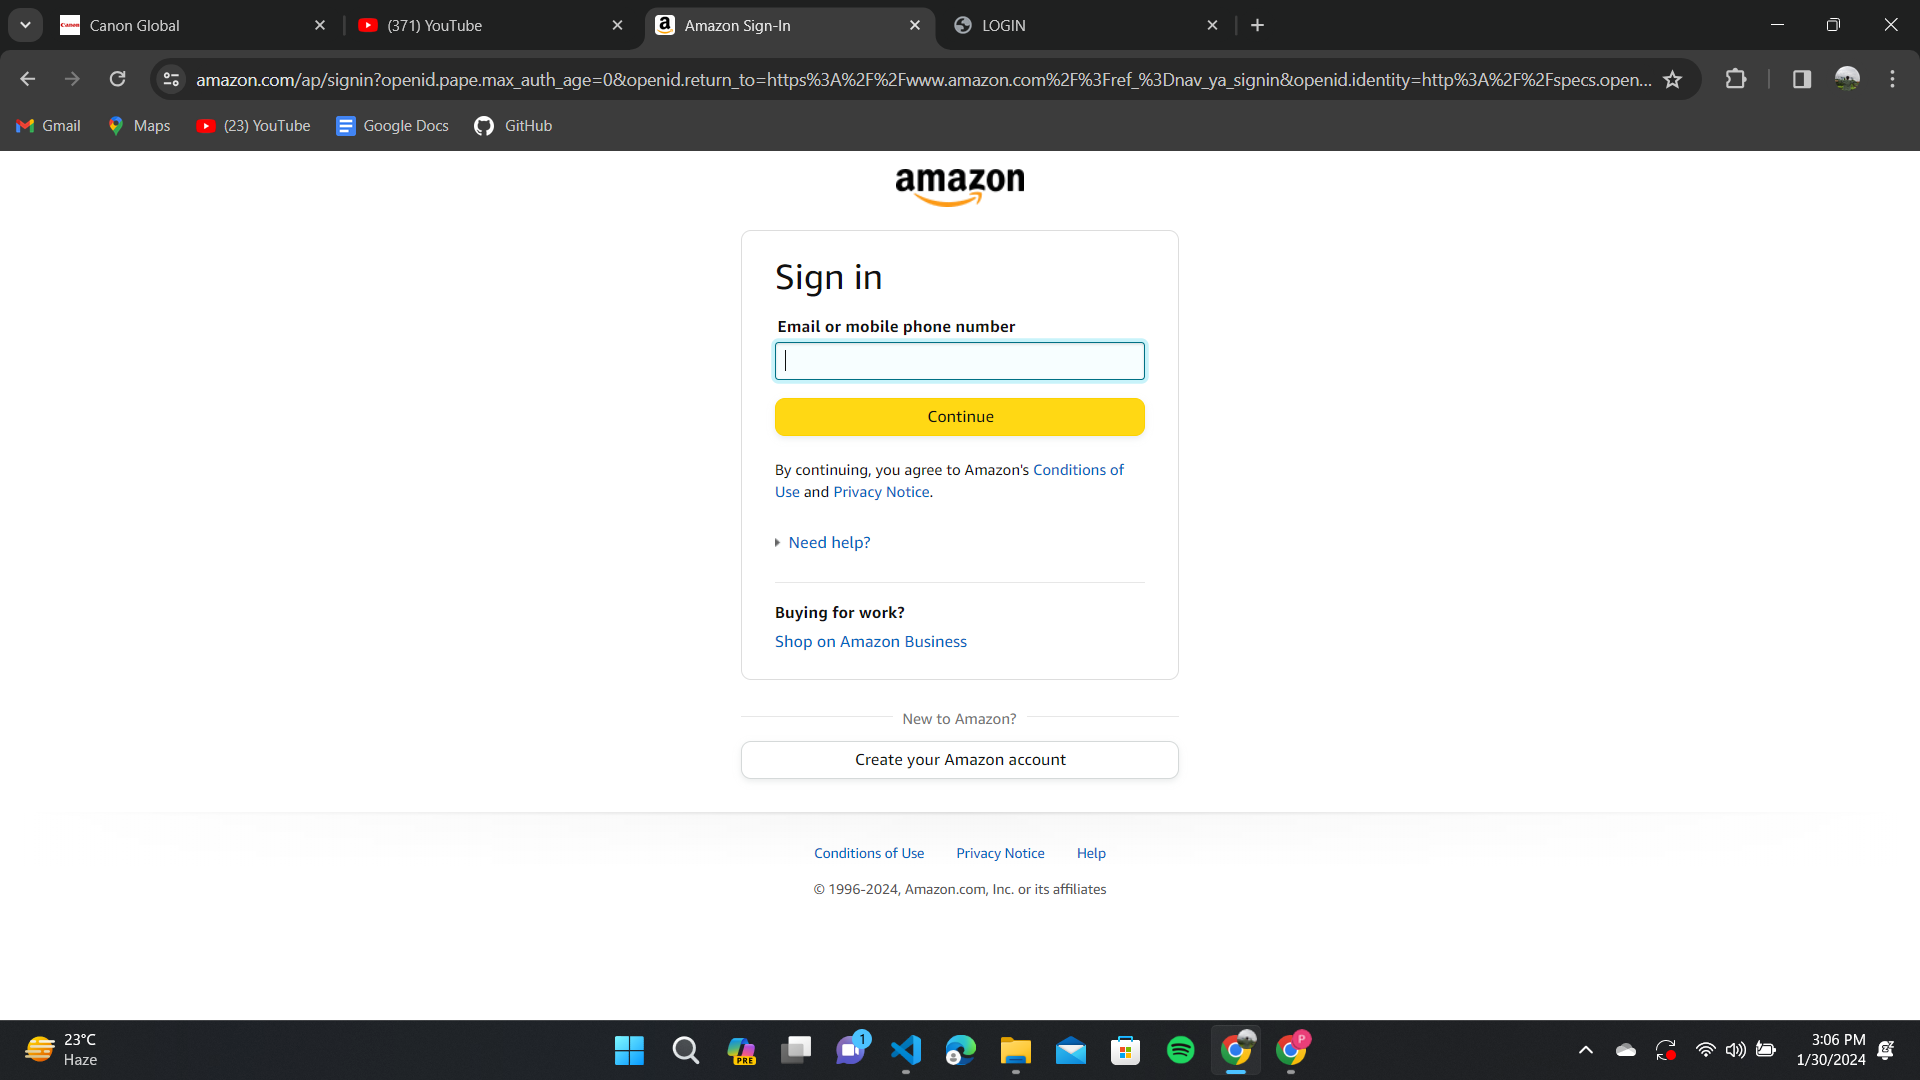 Canon Global
(371) YouTube
Amazon Sign-In
LOGIN
amazon.com/ap/signin?openid.pape.max_auth_age=0&openid.return_to=https%3A%2F%2Fwww.amazon.com%2F%3Fref_%3Dnav_ya_signin&openid.identity=http%3A%2F%2Fspecs.open...
Gmail
Maps
(23) YouTube
Google Docs
GitHub
amazon
Sign in
Email or mobile phone number
Continue
By continuing, you agree to Amazon's Conditions of
Use and Privacy Notice.
Need help?
Buying for work?
Shop on Amazon Business
New to Amazon?
Create your Amazon account
Conditions of Use
Privacy Notice
Help
© 1996-2024, Amazon.com, Inc. or its affiliates
23°C
Haze
PRE
1
P
3:06 PM
1/30/2024